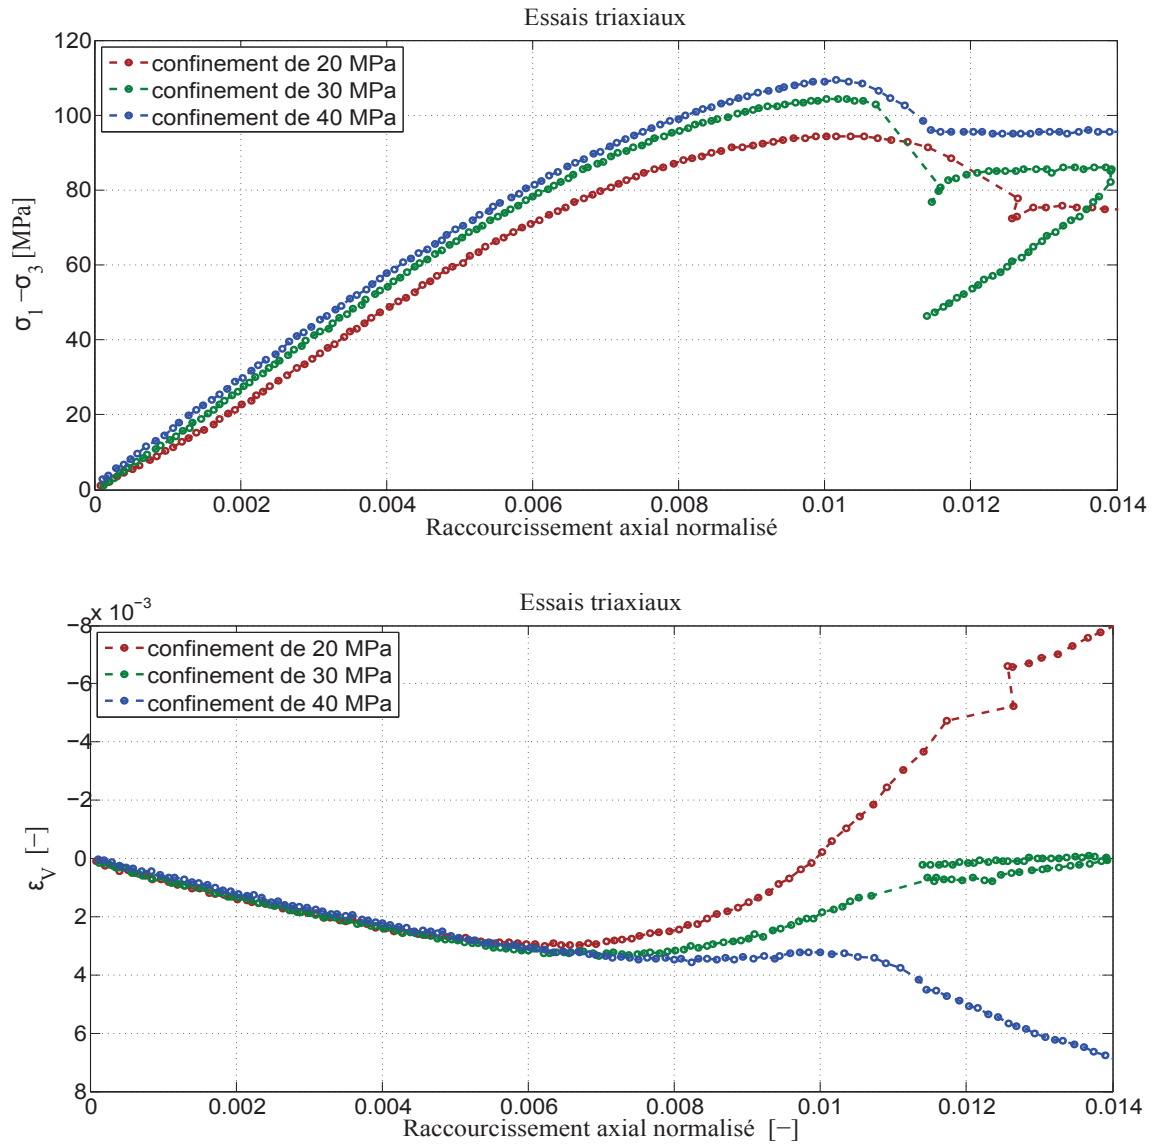 Essais triaxiaux
120
100
80
60
40
20
0
σ₁ −σ₃ [MPa]
confinement de 20 MPa
confinement de 30 MPa
confinement de 40 MPa
0 0.002 0.004 0.006 0.008 0.01 0.012 0.014
Raccourcissement axial normalisé
Essais triaxiaux
x 10⁻³
−8
−6
−4
−2
0
2
4
6
8
εV [−]
confinement de 20 MPa
confinement de 30 MPa
confinement de 40 MPa
0 0.002 0.004 0.006 0.008 0.01 0.012 0.014
Raccourcissement axial normalisé [−]